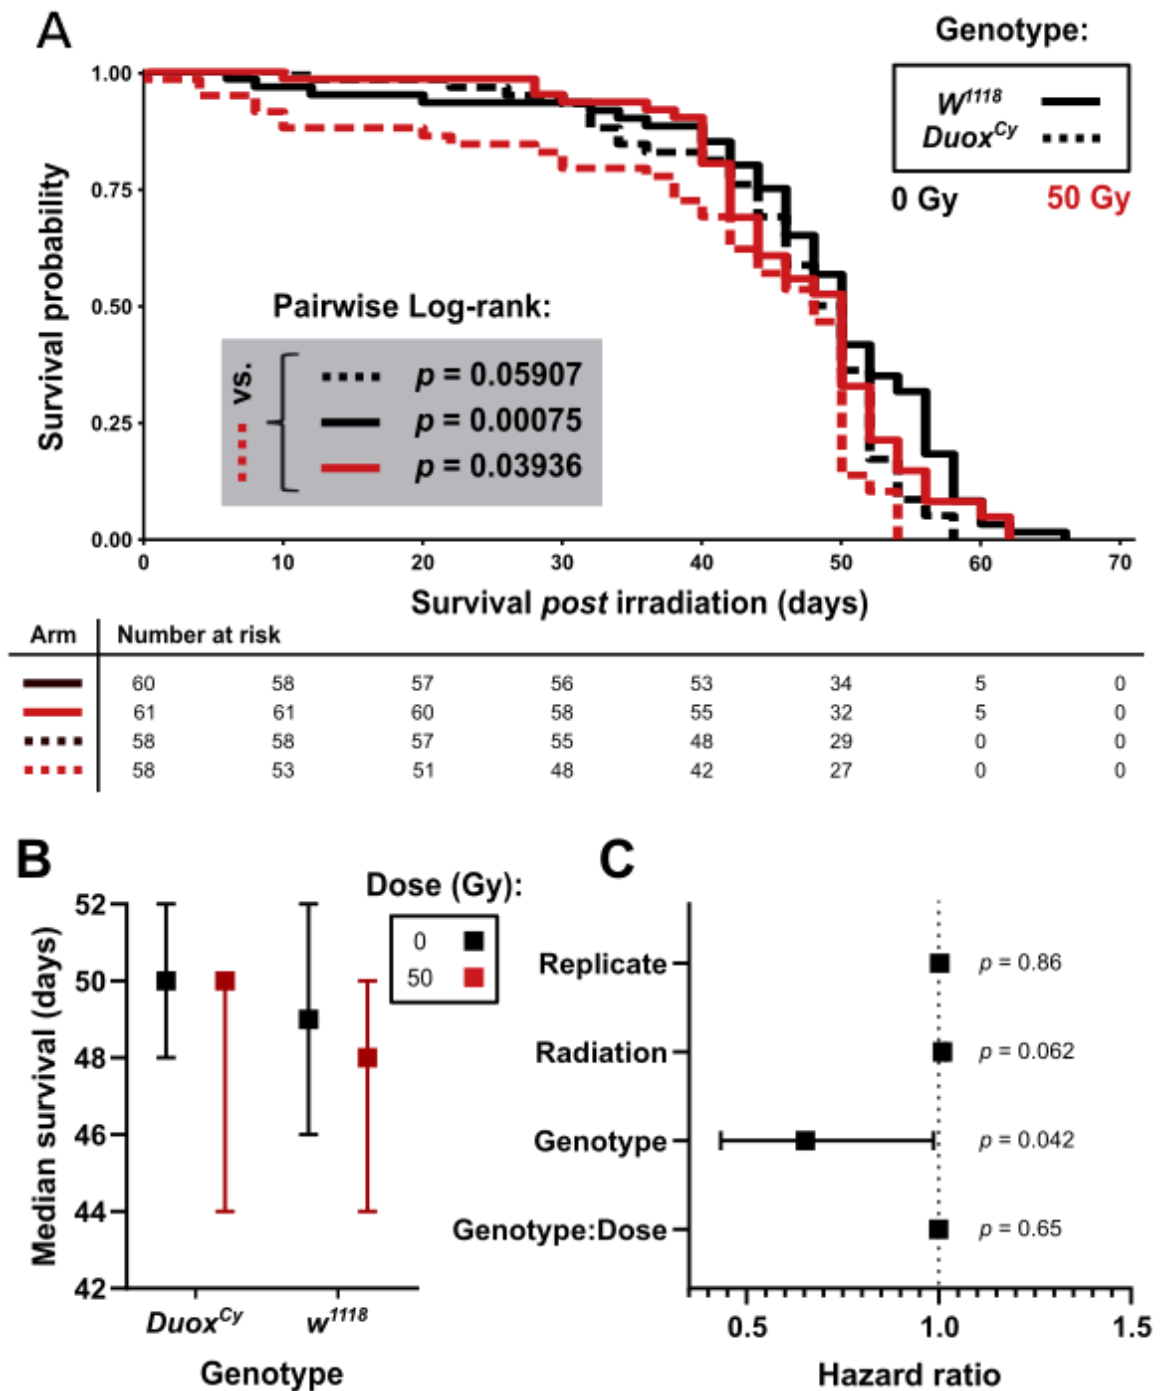 A
Genotype:
W1118
DuoxCy
0 Gy 50 Gy
Survival probability
1.00
0.75
0.50
0.25
0.00
Pairwise Log-rank:
vs.
p = 0.05907
p = 0.00075
p = 0.03936
0 10 20 30 40 50 60 70
Survival post irradiation (days)
Arm Number at risk
60 58 57 56 53 34 5 0
61 61 60 58 55 32 5 0
58 58 57 55 48 29 0 0
58 53 51 48 42 27 0 0
B
Dose (Gy):
0
50
Median survival (days)
52
50
48
46
44
42
DuoxCy w1118
Genotype
C
Replicate p = 0.86
Radiation p = 0.062
Genotype p = 0.042
Genotype:Dose p = 0.65
0.5 1.0 1.5
Hazard ratio